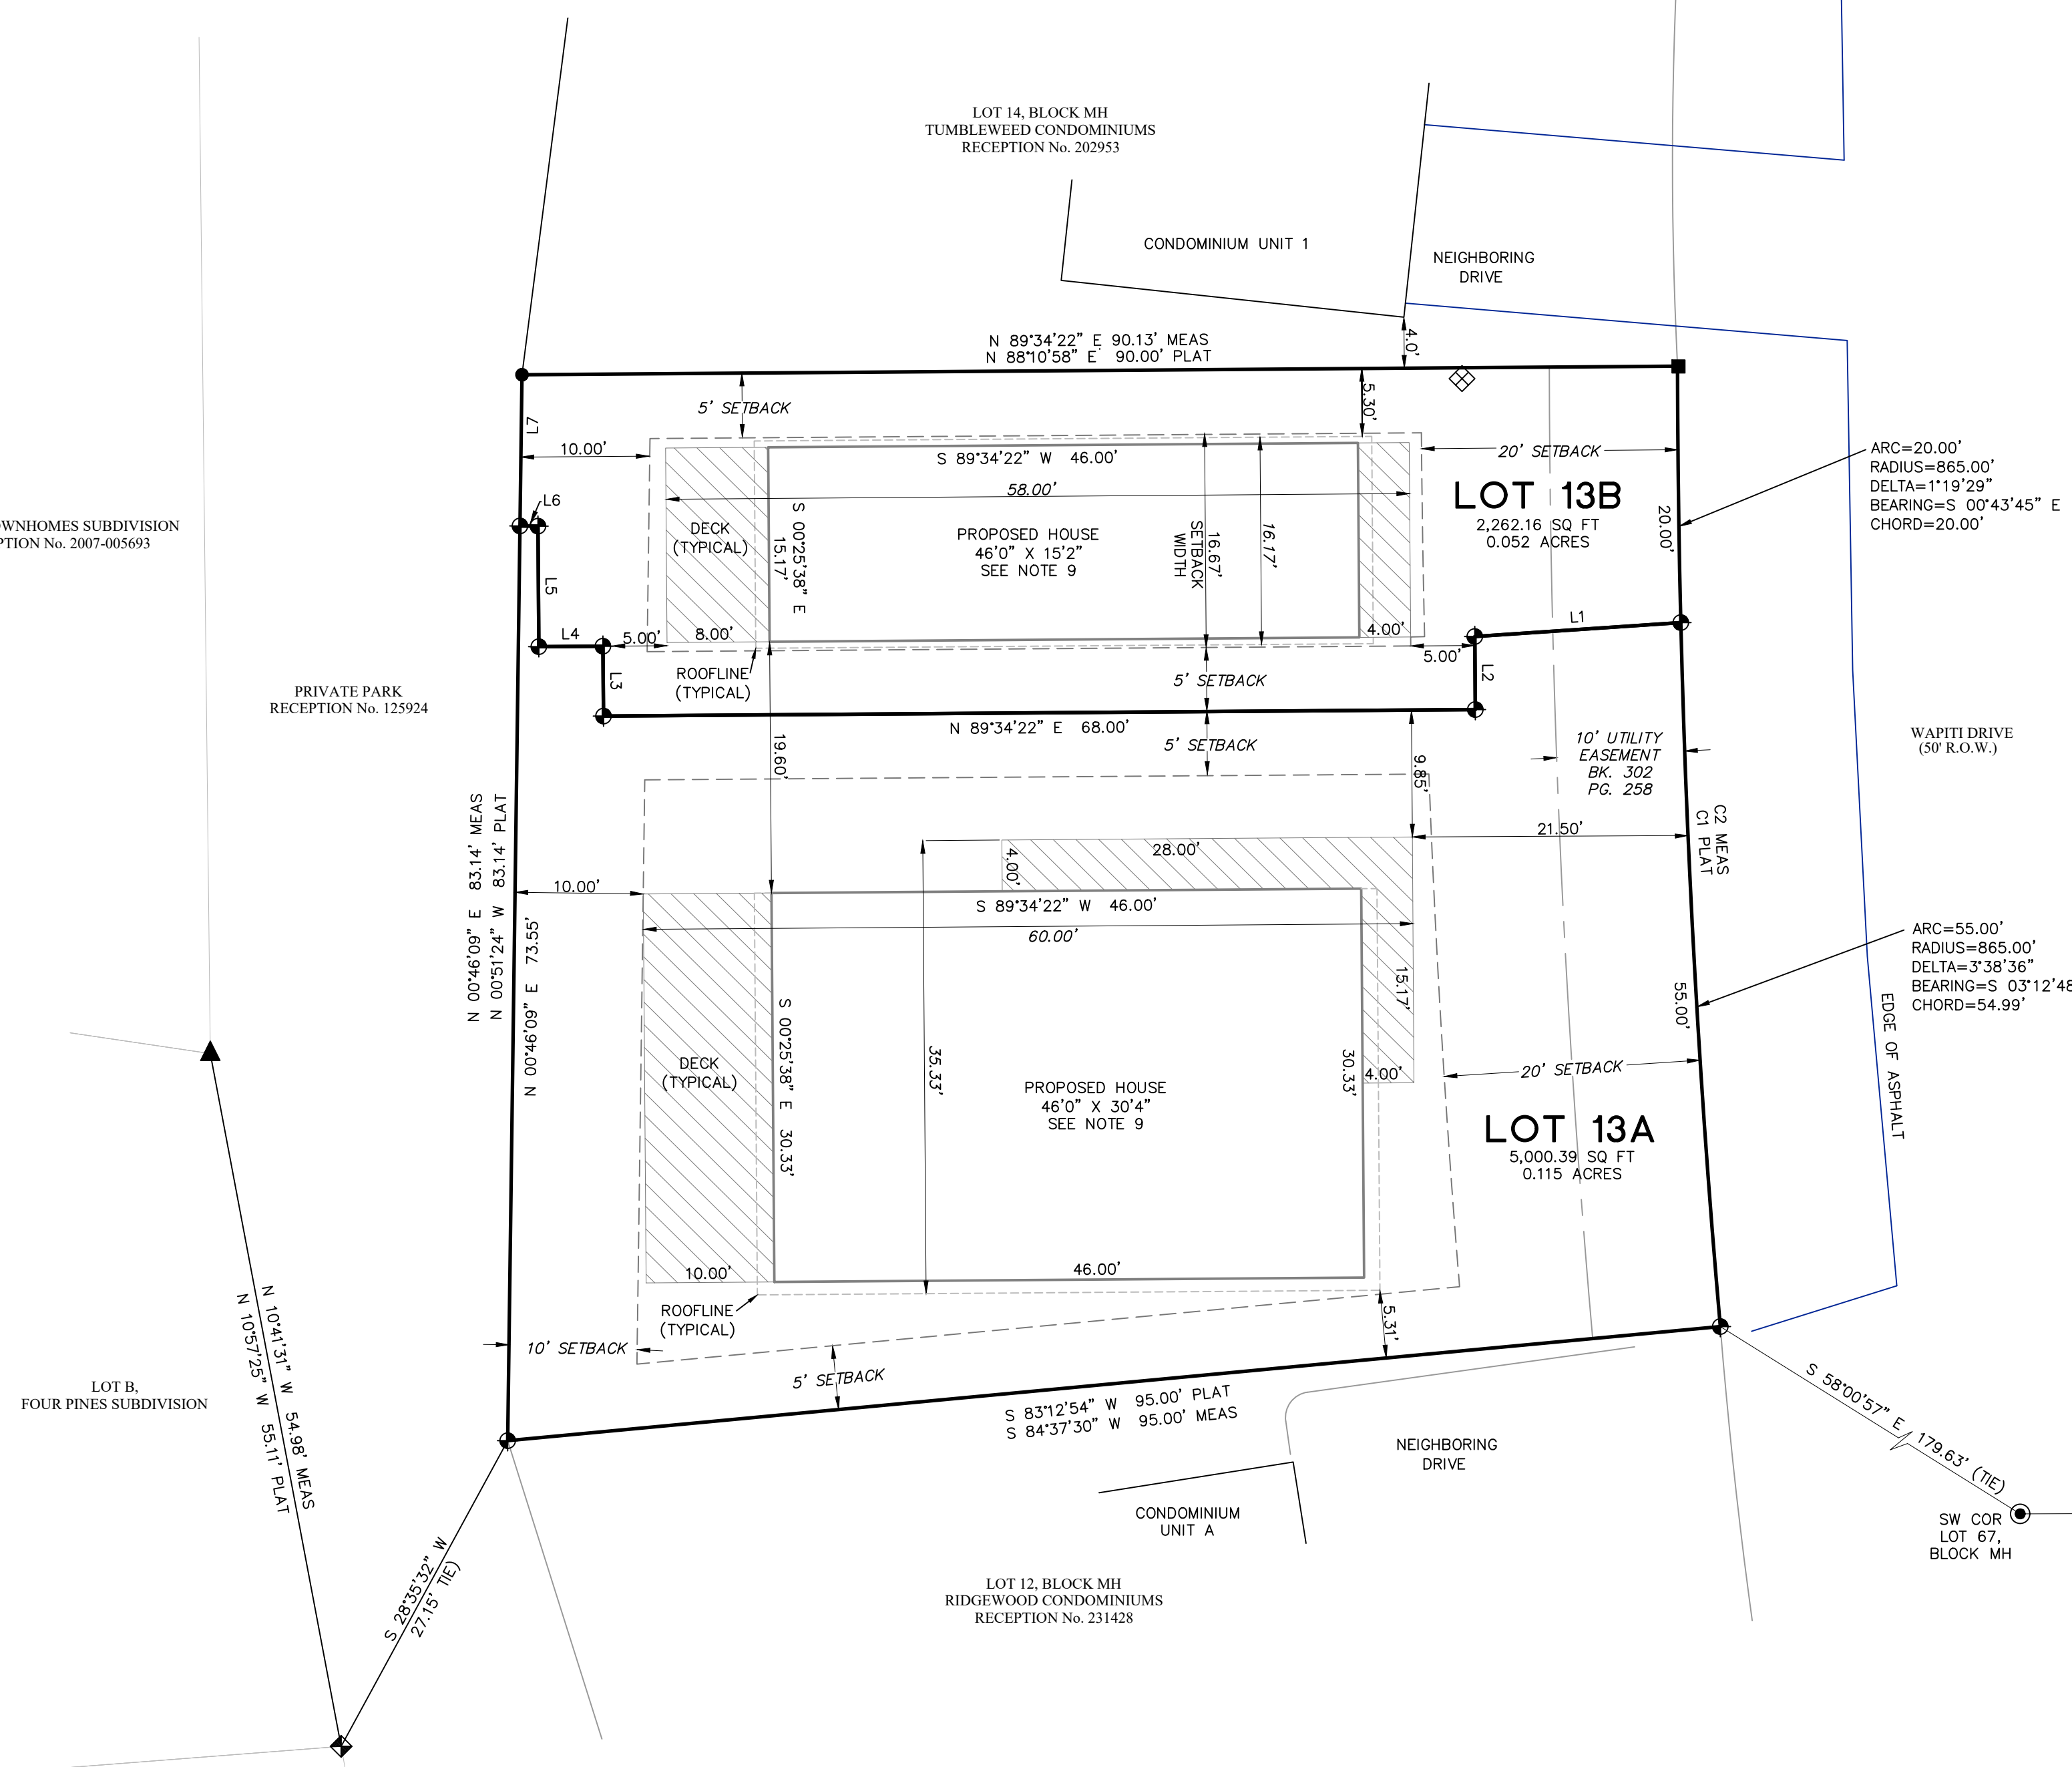 LOT 14, BLOCK MH
TUMBLEWEED CONDOMINIUMS
RECEPTION No. 202953
CONDOMINIUM UNIT 1
NEIGHBORING
DRIVE
N 89°34'22" E 90.13' MEAS
N 88°10'58" E 90.00' PLAT
4.0'
5' SETBACK
5.30'
L7
10.00'
S 89°34'22" W 46.00'
20' SETBACK
58.00'
LOT 13B
2,262.16 SQ FT
0.052 ACRES
ARC=20.00'
RADIUS=865.00'
DELTA=1°19'29"
BEARING=S 00°43'45" E
CHORD=20.00'
20.00'
L6
OWNHOMES SUBDIVISION
PTION No. 2007-005693
DECK
(TYPICAL)
S 00°25'38" E
15.17'
PROPOSED HOUSE
46'0" X 15'2"
SEE NOTE 9
16.67'
SETBACK
WIDTH
16.17'
L5
L4
5.00'
8.00'
4.00'
5.00'
L1
L2
L3
ROOFLINE
(TYPICAL)
5' SETBACK
PRIVATE PARK
RECEPTION No. 125924
N 89°34'22" E 68.00'
5' SETBACK
19.60'
9.85'
10' UTILITY
EASEMENT
BK. 302
PG. 258
WAPITI DRIVE
(50' R.O.W.)
C2 MEAS
C1 PLAT
21.50'
N 00°46'09" E 83.14' MEAS
N 00°51'24" W 83.14' PLAT
N 00°46'09" E 73.55'
10.00'
4.00'
28.00'
S 89°34'22" W 46.00'
60.00'
15.17'
ARC=55.00'
RADIUS=865.00'
DELTA=3°38'36"
BEARING=S 03°12'48
CHORD=54.99'
55.00'
EDGE OF ASPHALT
DECK
(TYPICAL)
S 00°25'38" E 30.33'
35.33'
PROPOSED HOUSE
46'0" X 30'4"
SEE NOTE 9
30.33'
4.00'
20' SETBACK
LOT 13A
5,000.39 SQ FT
0.115 ACRES
10.00'
46.00'
ROOFLINE
(TYPICAL)
5.31'
10' SETBACK
5' SETBACK
N 10°41'31" W 54.98' MEAS
N 10°57'25" W 55.11' PLAT
LOT B,
FOUR PINES SUBDIVISION
S 83°12'54" W 95.00' PLAT
S 84°37'30" W 95.00' MEAS
S 58°00'57" E 179.63' (TIE)
NEIGHBORING
DRIVE
CONDOMINIUM
UNIT A
SW COR
LOT 67,
BLOCK MH
S 28°35'32" W
27.15' TIE)
LOT 12, BLOCK MH
RIDGEWOOD CONDOMINIUMS
RECEPTION No. 231428